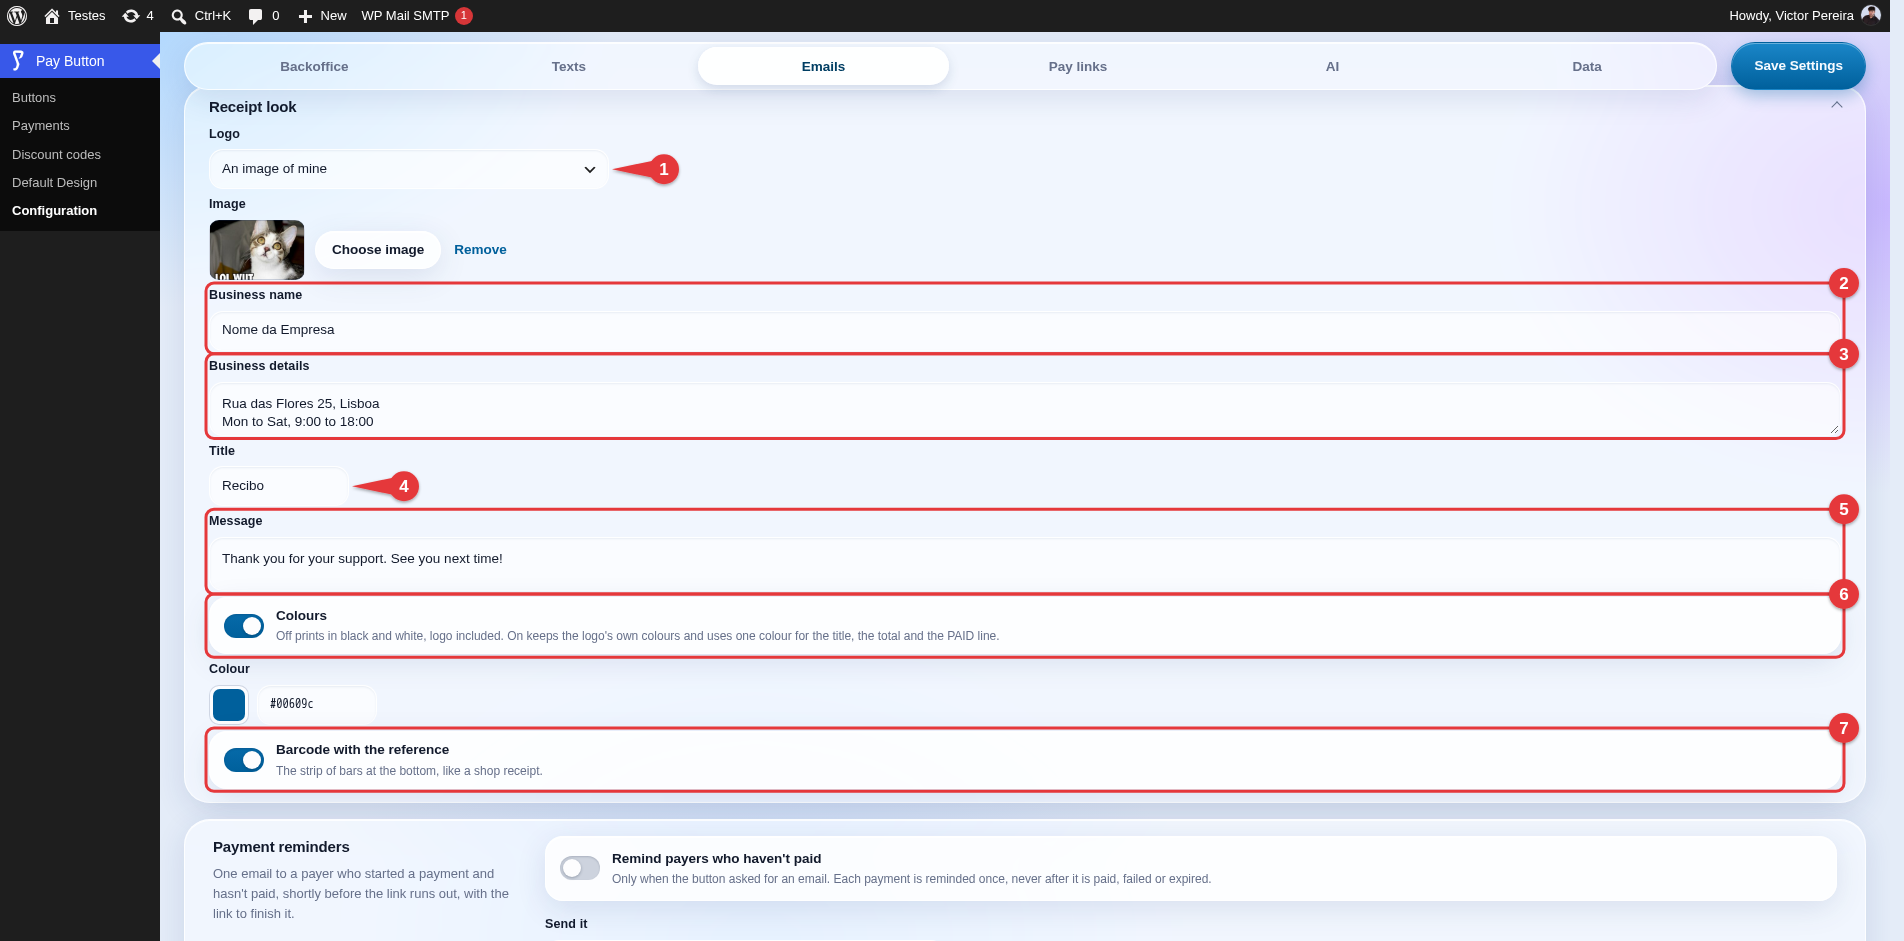 Testes 4 Ctrl+K 0 New WP Mail SMTP 1 Howdy, Victor Pereira
Pay Button
Buttons
Payments
Discount codes
Default Design
Configuration
Backoffice Texts Emails Pay links AI Data Save Settings
Receipt look
Logo
An image of mine 1
Image
LOL WUT
Choose image Remove
2
Business name
Nome da Empresa
3
Business details
Rua das Flores 25, Lisboa
Mon to Sat, 9:00 to 18:00
Title
Recibo 4
5
Message
Thank you for your support. See you next time!
6
Colours
Off prints in black and white, logo included. On keeps the logo's own colours and uses one colour for the title, the total and the PAID line.
Colour
#00609c
7
Barcode with the reference
The strip of bars at the bottom, like a shop receipt.
Payment reminders
One email to a payer who started a payment and
hasn't paid, shortly before the link runs out, with the
link to finish it.
Remind payers who haven't paid
Only when the button asked for an email. Each payment is reminded once, never after it is paid, failed or expired.
Send it